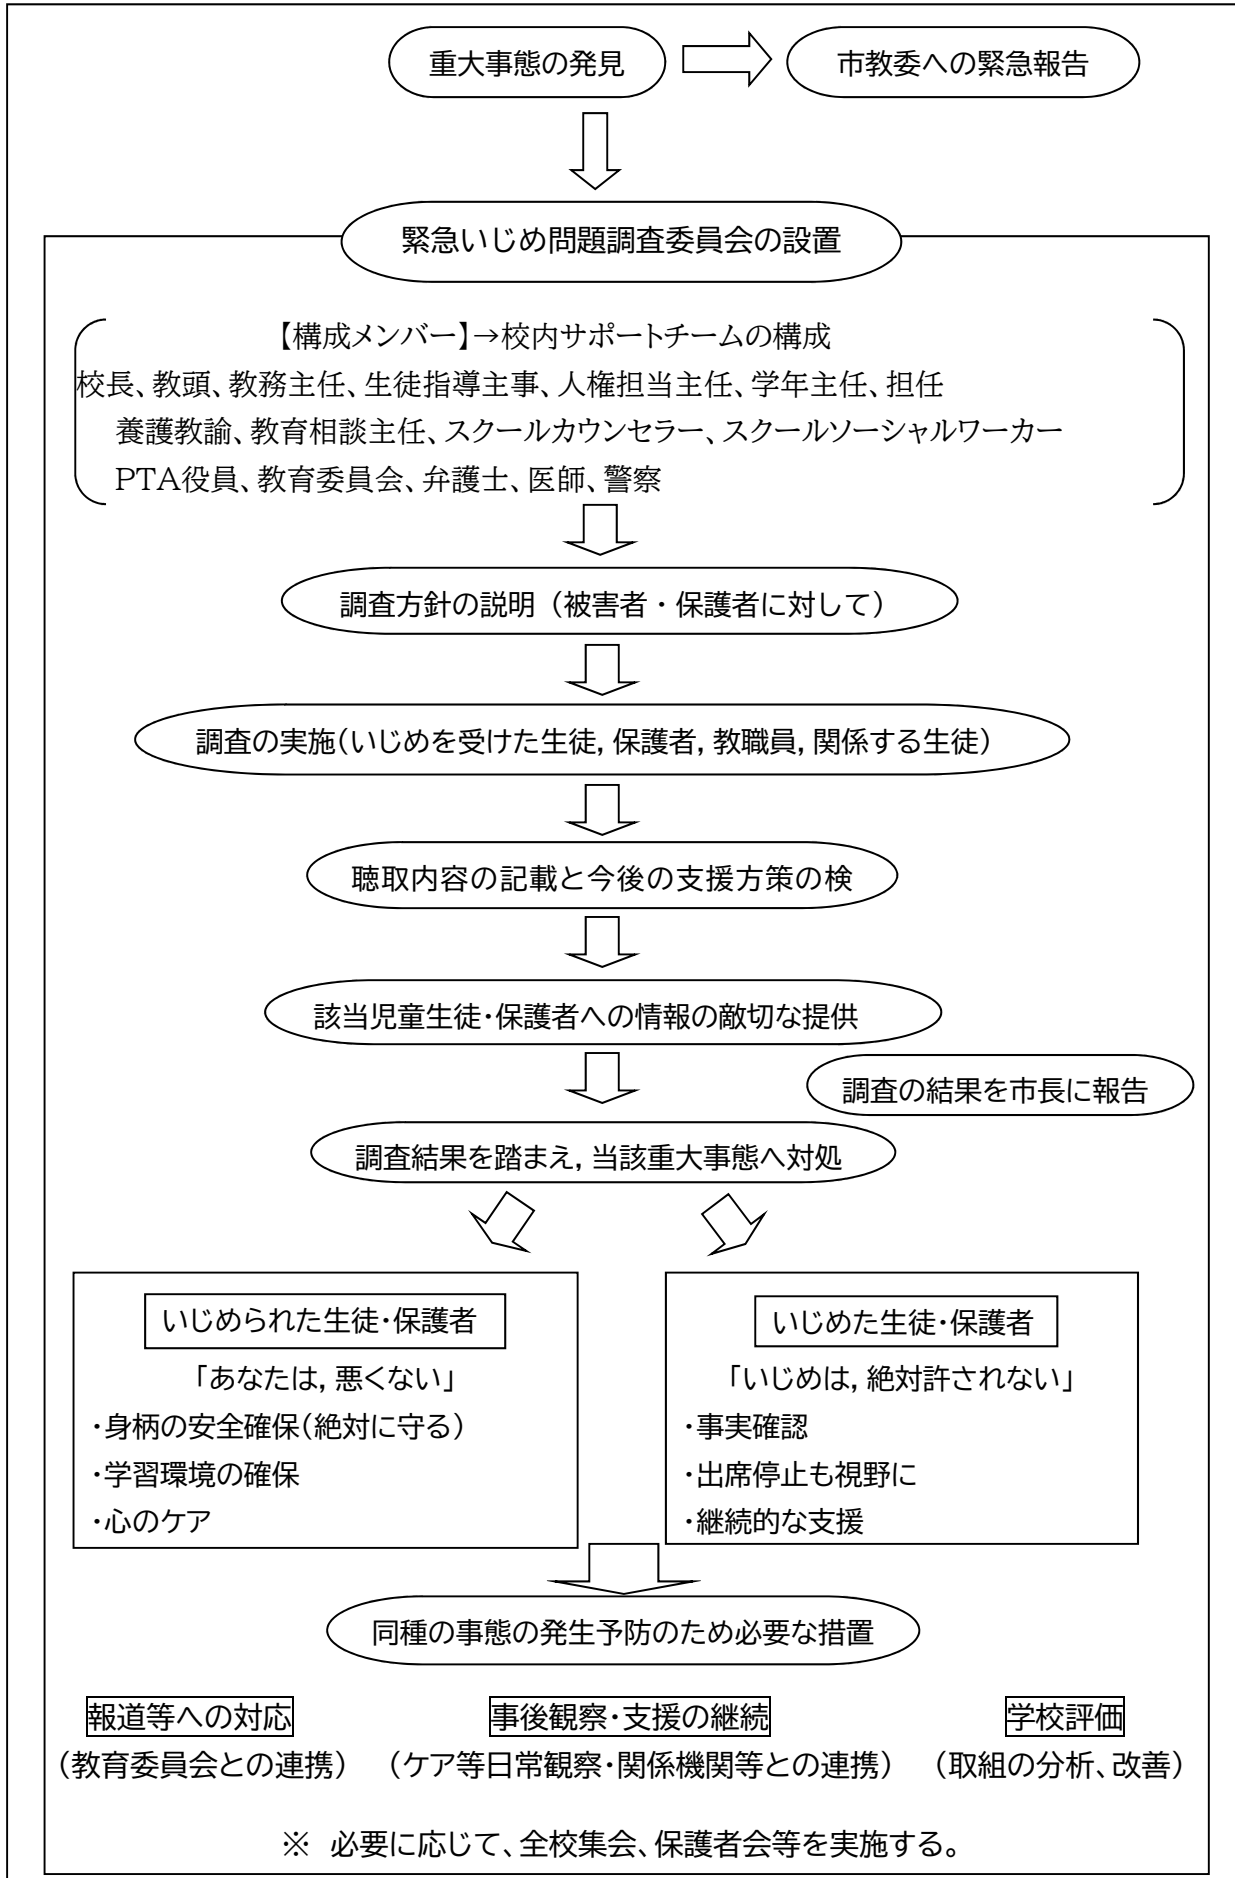 重大事態の発見
市教委への緊急報告
緊急いじめ問題調査委員会の設置
【構成メンバー】→校内サポートチームの構成
校長、教頭、教務主任、生徒指導主事、人権担当主任、学年主任、担任
養護教諭、教育相談主任、スクールカウンセラー、スクールソーシャルワーカー
PTA役員、教育委員会、弁護士、医師、警察
調査方針の説明（被害者・保護者に対して）
調査の実施（いじめを受けた生徒，保護者，教職員，関係する生徒）
聴取内容の記載と今後の支援方策の検
該当児童生徒・保護者への情報の敵切な提供
調査の結果を市長に報告
調査結果を踏まえ，当該重大事態へ対処
いじめられた生徒・保護者
「あなたは，悪くない」
・身柄の安全確保（絶対に守る）
・学習環境の確保
・心のケア
いじめた生徒・保護者
「いじめは，絶対許されない」
・事実確認
・出席停止も視野に
・継続的な支援
同種の事態の発生予防のため必要な措置
報道等への対応
（教育委員会との連携）
事後観察・支援の継続
（ケア等日常観察・関係機関等との連携）
学校評価
（取組の分析、改善）
※ 必要に応じて、全校集会、保護者会等を実施する。